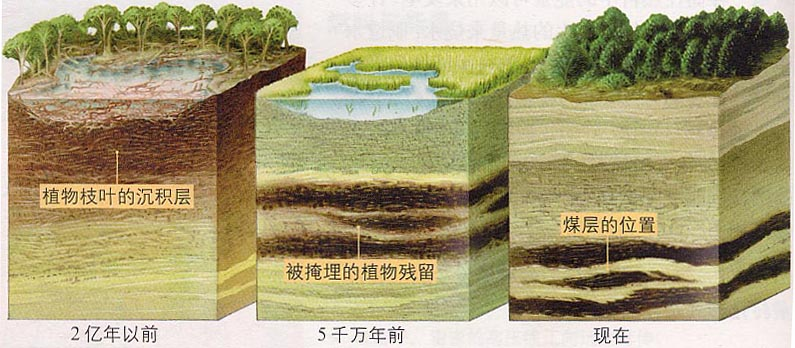 植物枝叶的沉积层
被掩埋的植物残留
煤层的位置
2亿年以前
5千万年前
现在